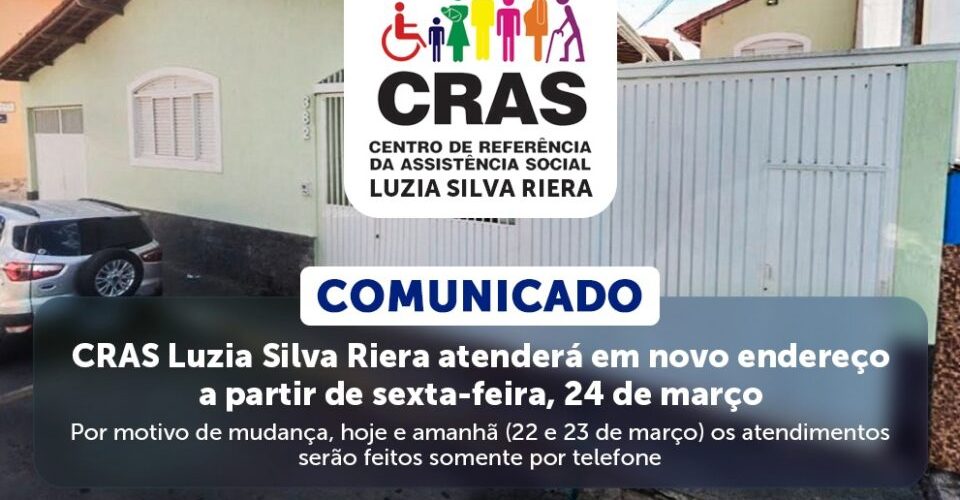 CRAS
CENTRO DE REFERÊNCIA
DA ASSISTÊNCIA SOCIAL
LUZIA SILVA RIERA
362
COMUNICADO
CRAS Luzia Silva Riera atenderá em novo endereço
a partir de sexta-feira, 24 de março
Por motivo de mudança, hoje e amanhã (22 e 23 de março) os atendimentos
serão feitos somente por telefone